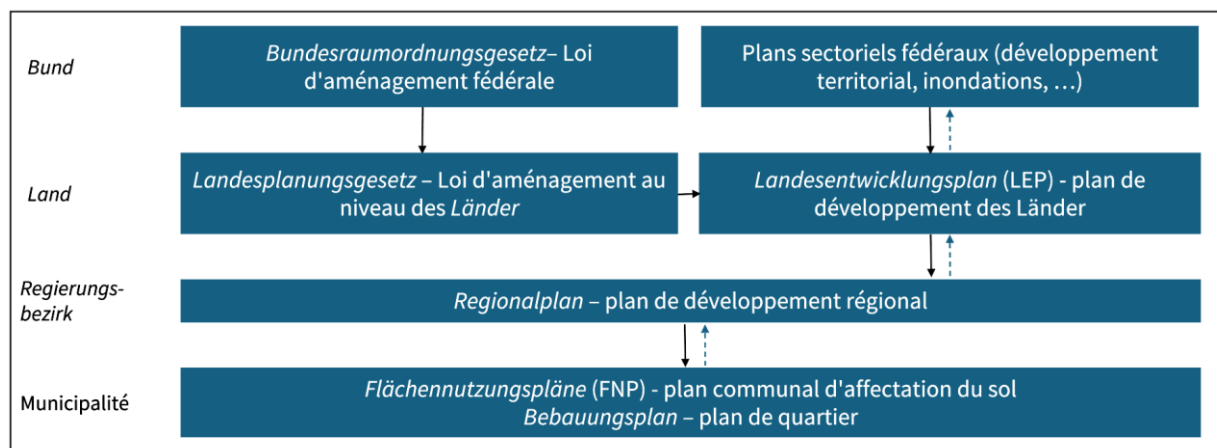 Bund
Bundesraumordnungsgesetz– Loi
d'aménagement fédérale
Plans sectoriels fédéraux (développement
territorial, inondations, …)
Land
Landesplanungsgesetz – Loi d'aménagement au
niveau des Länder
Landesentwicklungsplan (LEP) - plan de
développement des Länder
Regierungs-
bezirk
Regionalplan – plan de développement régional
Municipalité
Flächennutzungspläne (FNP) - plan communal d'affectation du sol
Bebauungsplan – plan de quartier